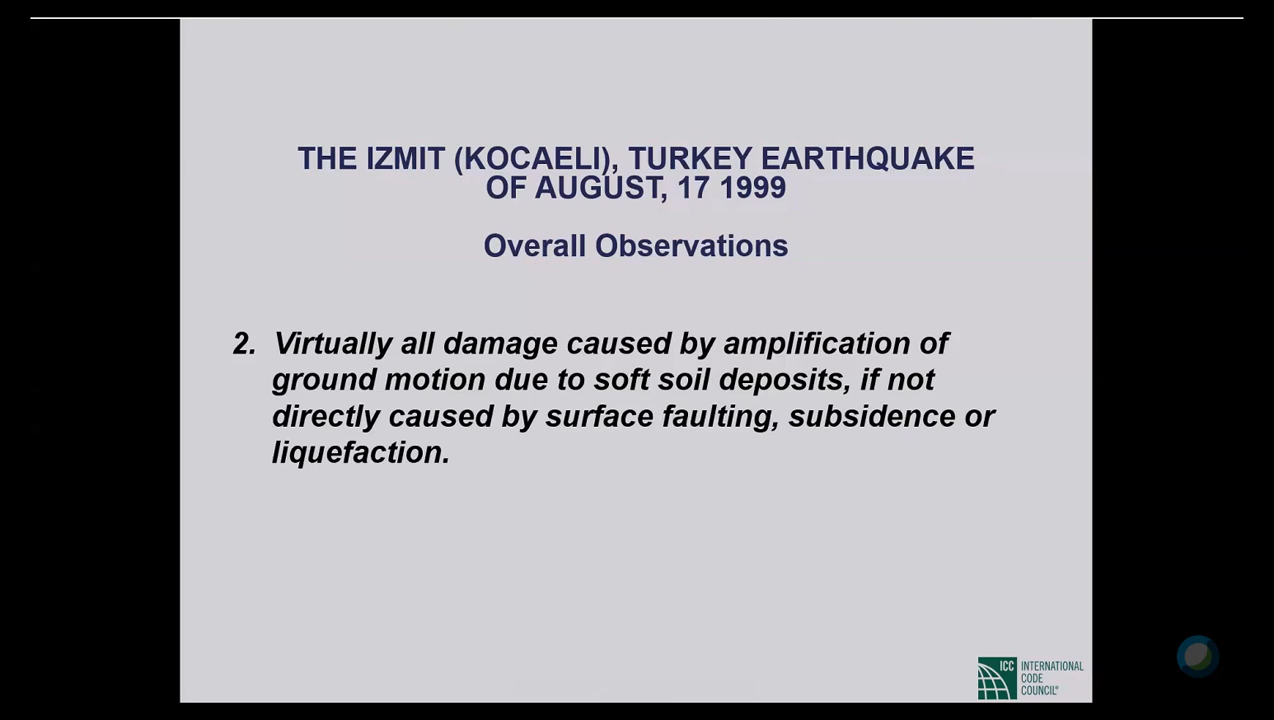 THE IZMIT (KOCAELI), TURKEY EARTHQUAKE
OF AUGUST, 17 1999
Overall Observations
2. Virtually all damage caused by amplification of
ground motion due to soft soil deposits, if not
directly caused by surface faulting, subsidence or
liquefaction.
ICC
INTERNATIONAL
CODE
COUNCIL®